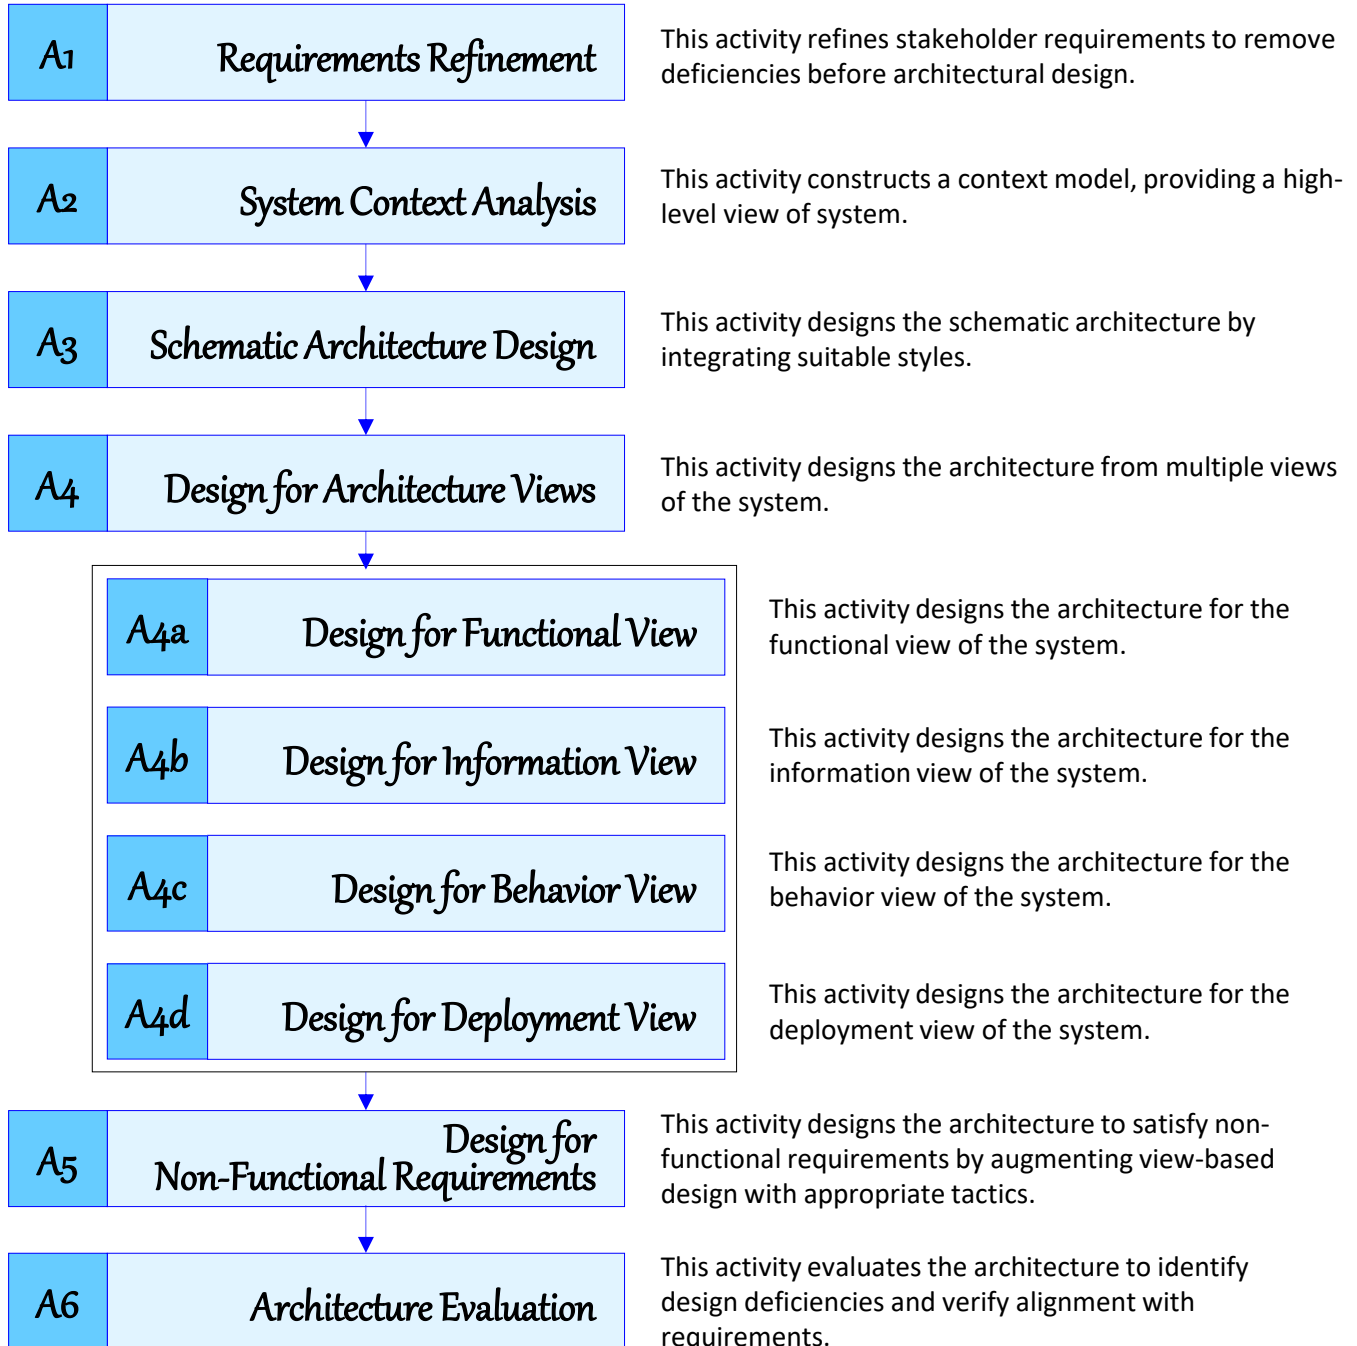 A1
Requirements Refinement
This activity refines stakeholder requirements to remove
deficiencies before architectural design.
A2
System Context Analysis
This activity constructs a context model, providing a high-
level view of system.
A3
Schematic Architecture Design
This activity designs the schematic architecture by
integrating suitable styles.
A4
Design for Architecture Views
This activity designs the architecture from multiple views
of the system.
A4a
Design for Functional View
This activity designs the architecture for the
functional view of the system.
A4b
Design for Information View
This activity designs the architecture for the
information view of the system.
A4c
Design for Behavior View
This activity designs the architecture for the
behavior view of the system.
A4d
Design for Deployment View
This activity designs the architecture for the
deployment view of the system.
A5
Design for
Non-Functional Requirements
This activity designs the architecture to satisfy non-
functional requirements by augmenting view-based
design with appropriate tactics.
A6
Architecture Evaluation
This activity evaluates the architecture to identify
design deficiencies and verify alignment with
requirements.